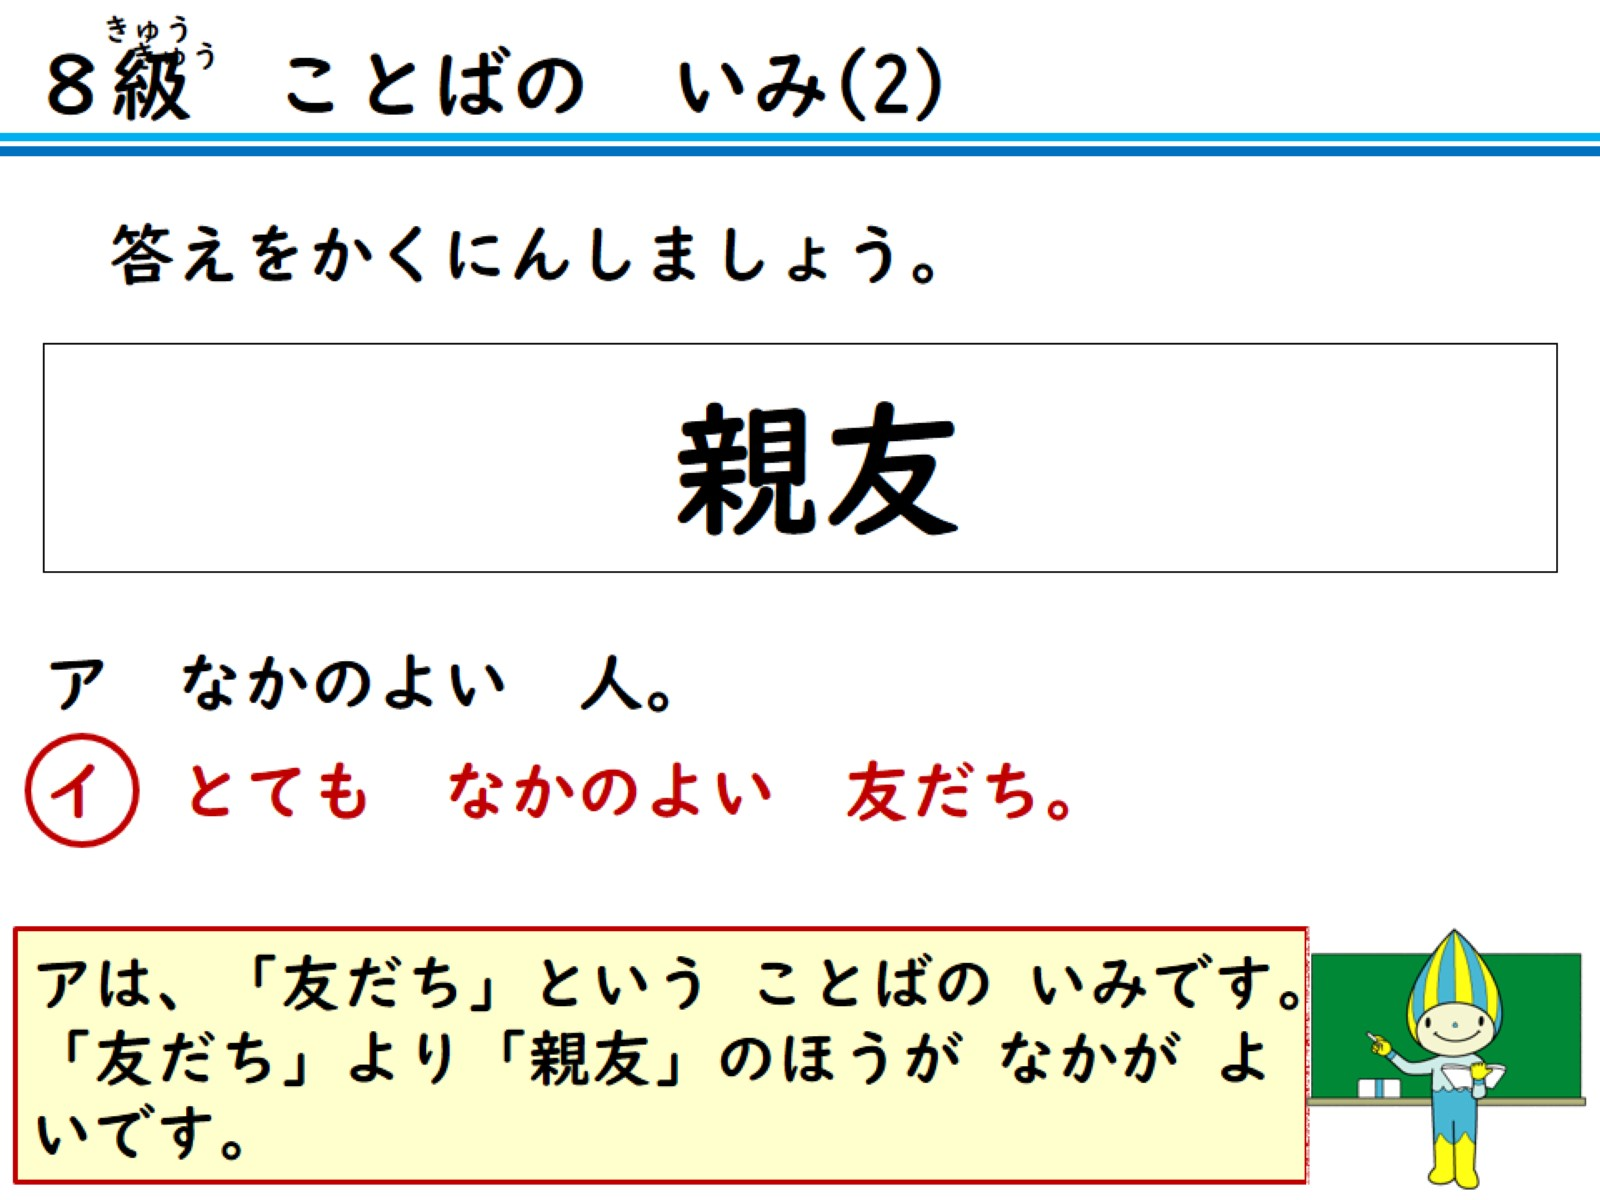 きゅう
きゅう
８級　ことばの　いみ(2)
答えをかくにんしましょう。
親友
ア　なかのよい　人。
イ　とても　なかのよい　友だち。
アは、「友だち」という ことばの いみです。
「友だち」より「親友」のほうが なかが よ
いです。